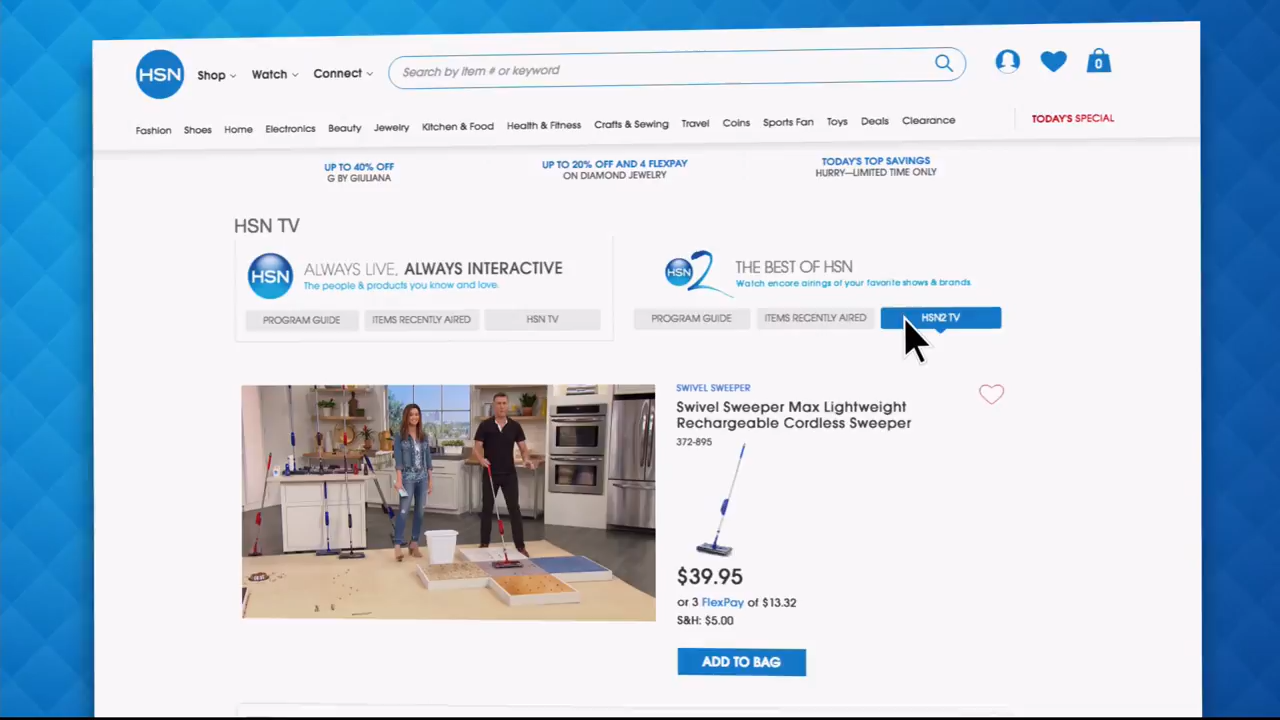 HSN
Shop
Watch
Connect
Search by item # or keyword
0
Fashion
Shoes
Home
Electronics
Beauty
Jewelry
Kitchen & Food
Health & Fitness
Crafts & Sewing
Travel
Coins
Sports Fan
Toys
Deals
Clearance
TODAY'S SPECIAL
UP TO 40% OFF
G BY GIULIANA
UP TO 20% OFF AND 4 FLEXPAY
ON DIAMOND JEWELRY
TODAY'S TOP SAVINGS
HURRY—LIMITED TIME ONLY
HSN TV
HSN
ALWAYS LIVE, ALWAYS INTERACTIVE
The people & products you know and love.
PROGRAM GUIDE
ITEMS RECENTLY AIRED
HSN TV
HSN2
THE BEST OF HSN
Watch encore airings of your favorite shows & brands.
PROGRAM GUIDE
ITEMS RECENTLY AIRED
HSN2 TV
SWIVEL SWEEPER
Swivel Sweeper Max Lightweight
Rechargeable Cordless Sweeper
372-895
$39.95
or 3 FlexPay of $13.32
S&H: $5.00
ADD TO BAG